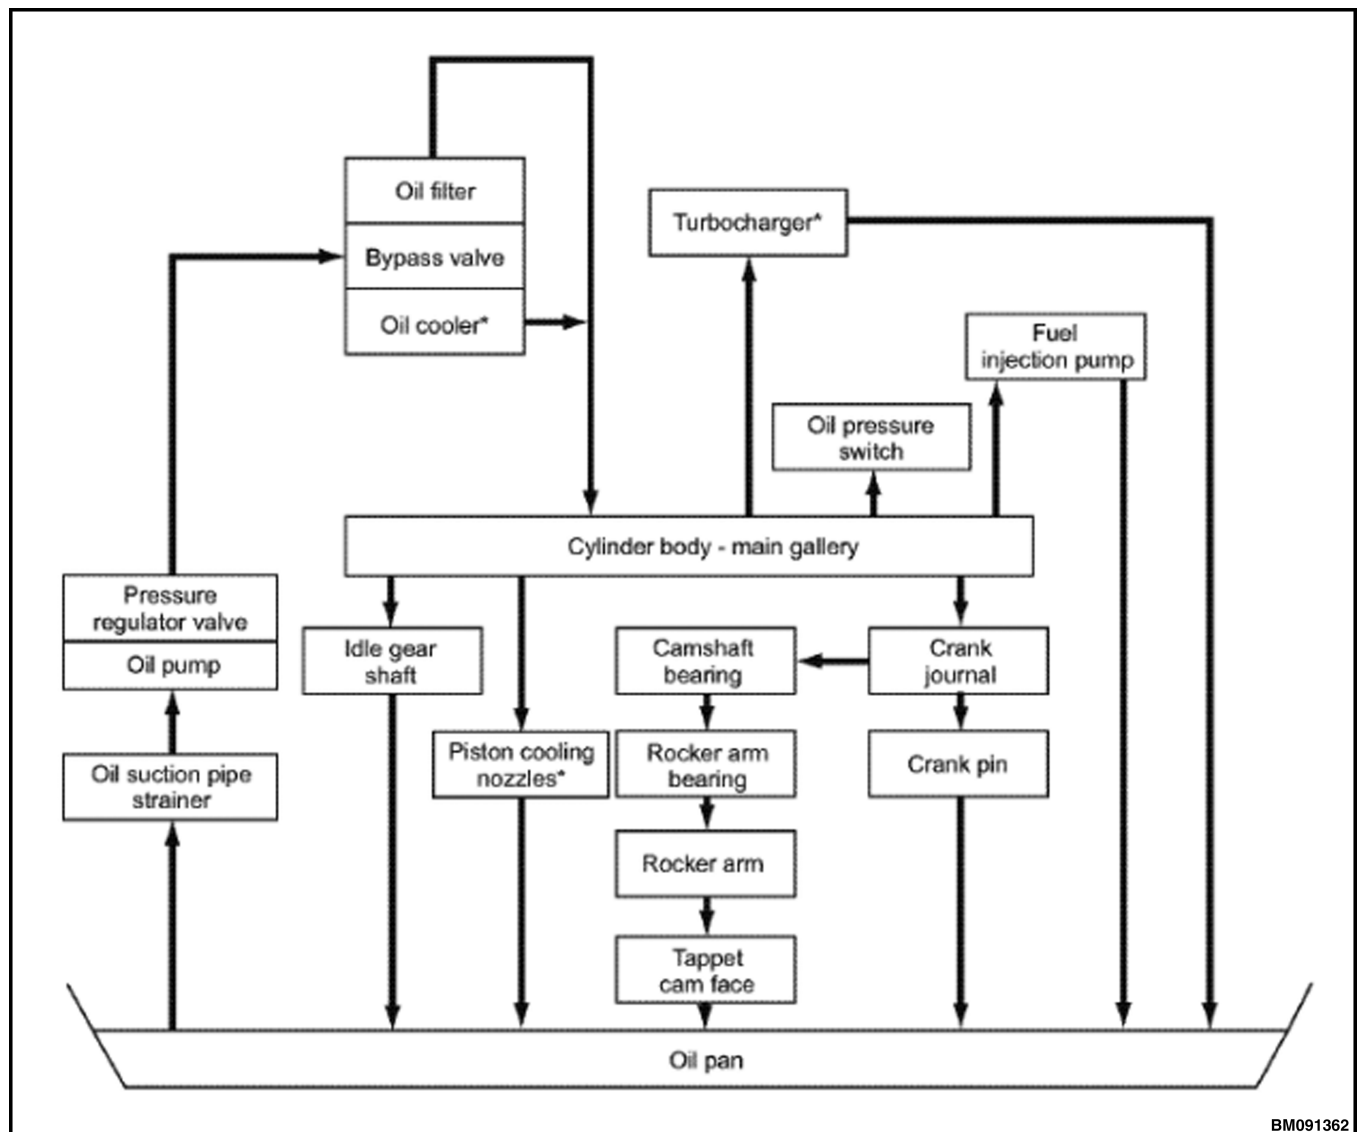 Oil filter
Turbocharger*
Bypass valve
Oil cooler*
Fuel
injection pump
Oil pressure
switch
Cylinder body - main gallery
Pressure
regulator valve
Oil pump
Idle gear
shaft
Camshaft
bearing
Crank
journal
Oil suction pipe
strainer
Piston cooling
nozzles*
Rocker arm
bearing
Crank pin
Rocker arm
Tappet
cam face
Oil pan
BM091362